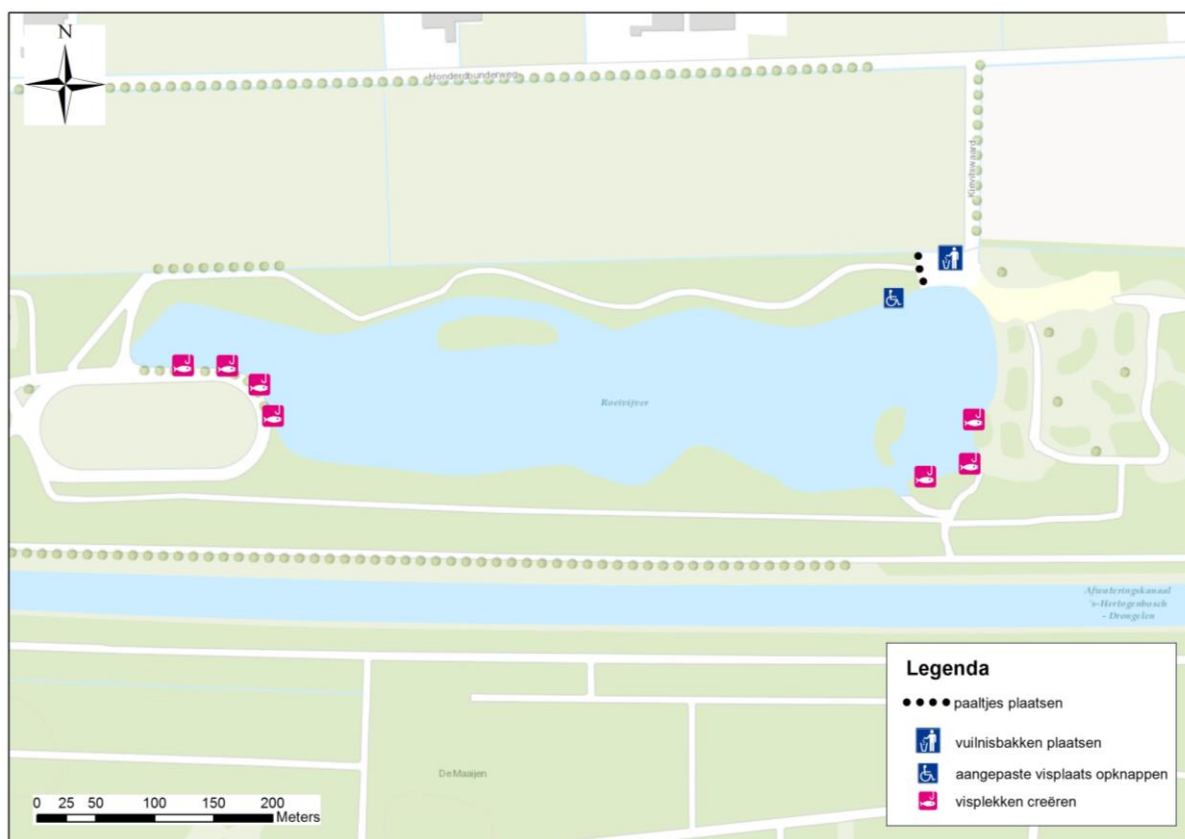 N
Honderdbunderweg
Kievitswaard
Roeivijver
Afwateringskanaal
's-Hertogenbosch
- Drongelen
De Maaijen
Legenda
paaltjes plaatsen
vuilnisbakken plaatsen
aangepaste visplaats opknappen
visplekken creëren
0 25 50 100 150 200
Meters